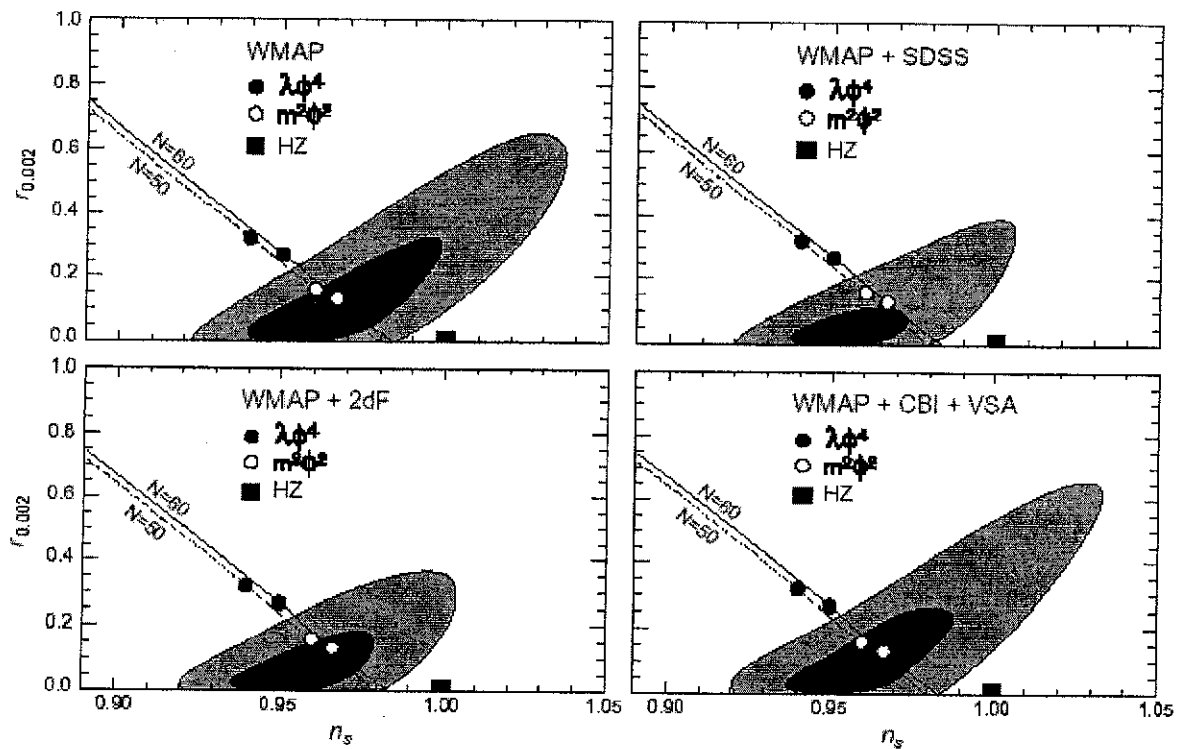 1.0
0.8
0.6
0.4
0.2
0.0
r0.002
WMAP
λϕ⁴
m²ϕ²
HZ
N=60
N=50
WMAP + SDSS
λϕ⁴
m²ϕ²
HZ
N=60
N=50
1.0
0.8
0.6
0.4
0.2
0.0
r0.002
WMAP + 2dF
λϕ⁴
m²ϕ²
HZ
N=60
N=50
0.90 0.95 1.00 1.05
ns
WMAP + CBI + VSA
λϕ⁴
m²ϕ²
HZ
N=60
N=50
0.90 0.95 1.00 1.05
ns